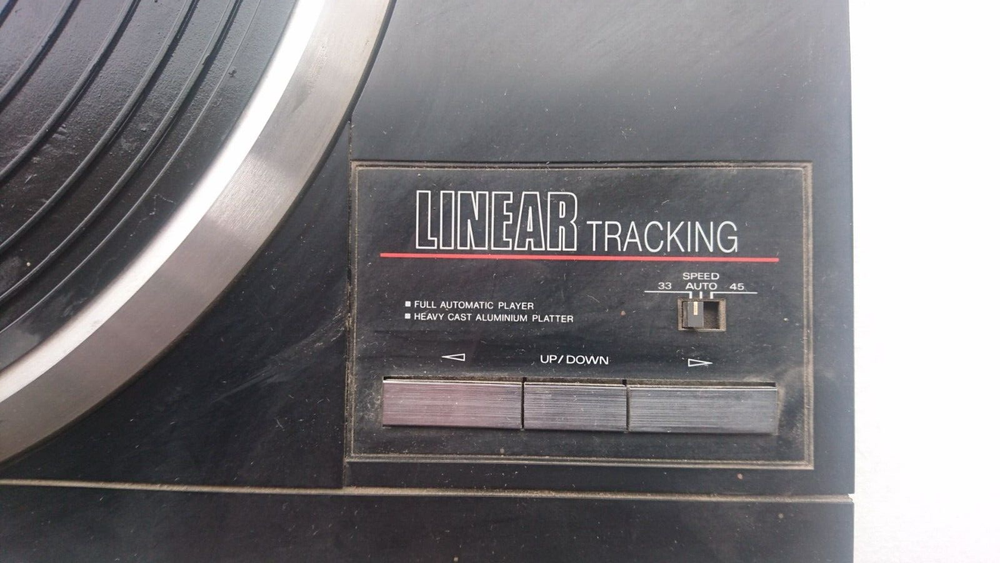 LINEAR TRACKING
SPEED
33 AUTO 45
FULL AUTOMATIC PLAYER
HEAVY CAST ALUMINIUM PLATTER
UP/DOWN